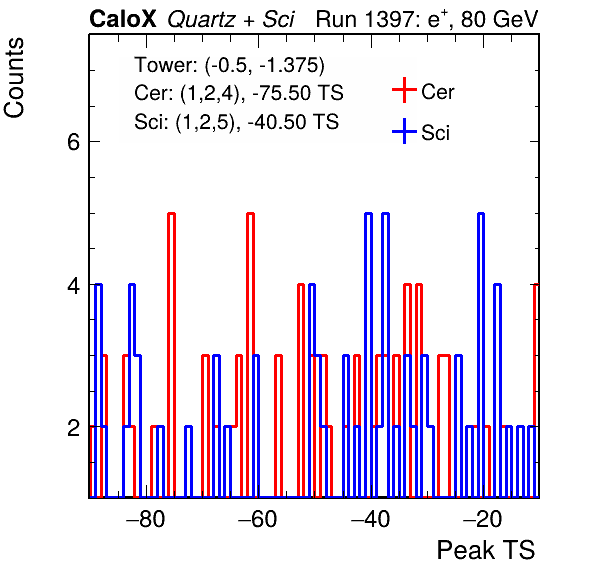 CaloX Quartz + Sci Run 1397: e⁺, 80 GeV
Counts
Tower: (-0.5, -1.375)
Cer: (1,2,4), -75.50 TS
Sci: (1,2,5), -40.50 TS
Cer
Sci
6
4
2
−80 −60 −40 −20
Peak TS